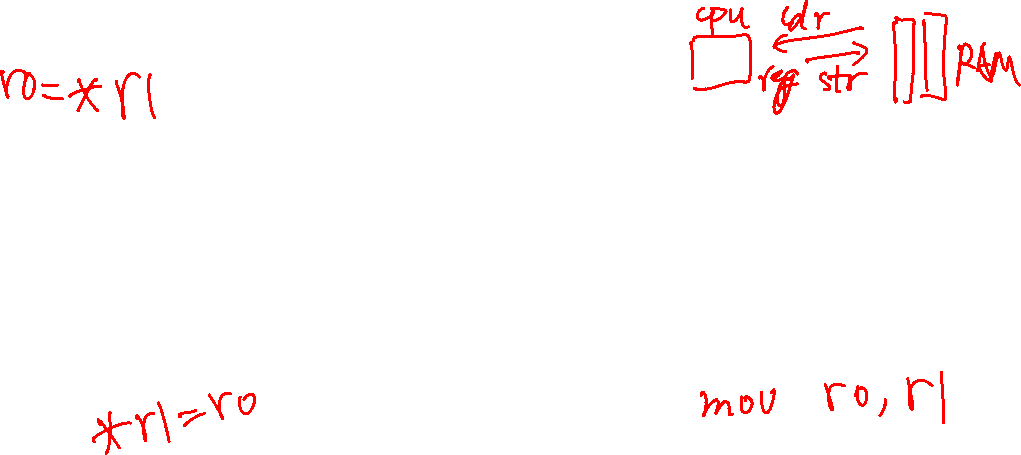 cpu ldr
r0=*r1
reg str RAM
*r1=r0
mov r0, r1